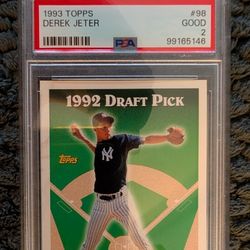 1993 TOPPS #98
DEREK JETER GOOD
PSA 2
99165146
1992 DRAFT PICK
Topps